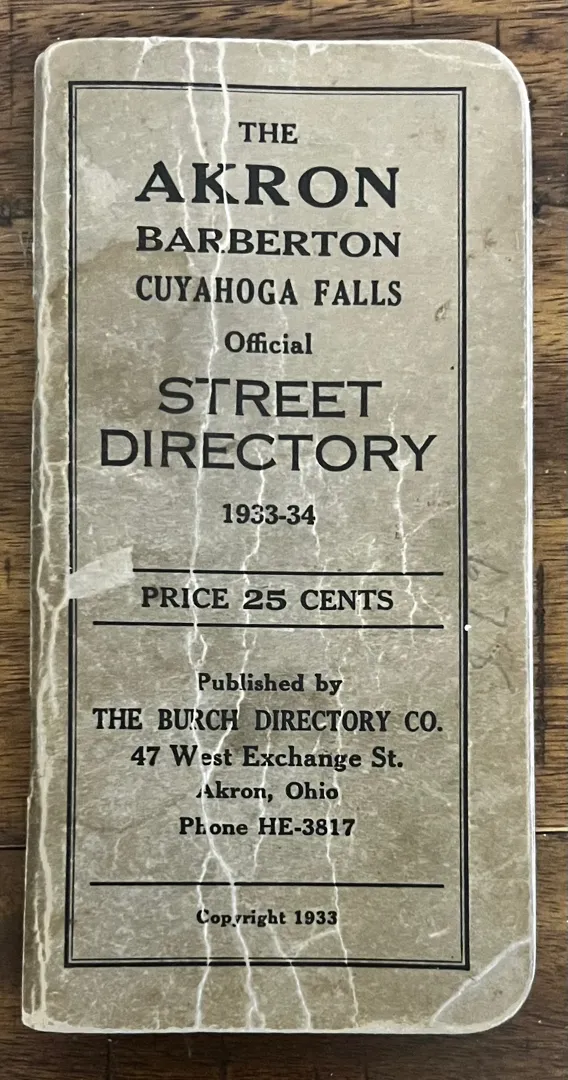 THE
AKRON
BARBERTON
CUYAHOGA FALLS
Official
STREET
DIRECTORY
1933-34
PRICE 25 CENTS
Published by
THE BURCH DIRECTORY CO.
47 West Exchange St.
Akron, Ohio
Phone HE-3817
Copyright 1933